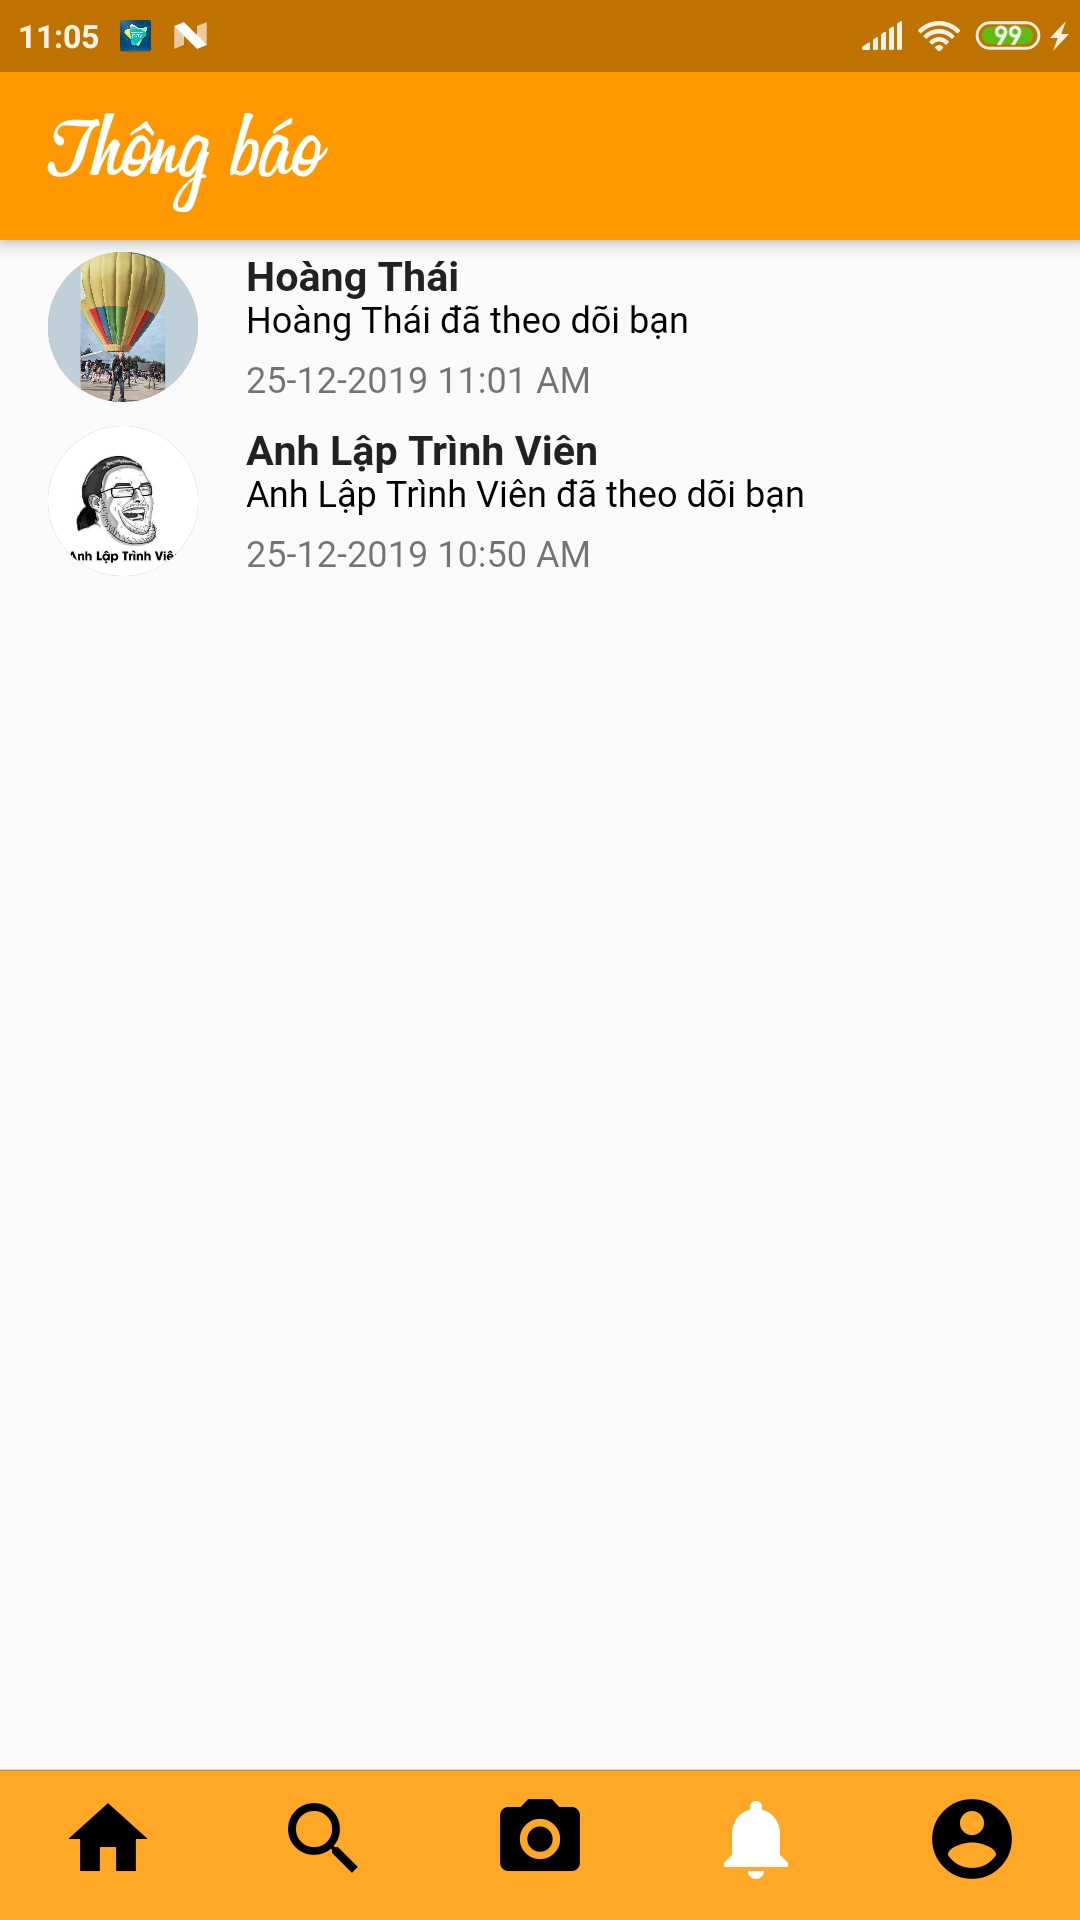 11:05
99
Thông báo
Hoàng Thái
Hoàng Thái đã theo dõi bạn
25-12-2019 11:01 AM
Anh Lập Trình Viên
Anh Lập Trình Viên đã theo dõi bạn
25-12-2019 10:50 AM
Anh Lập Trình Viê